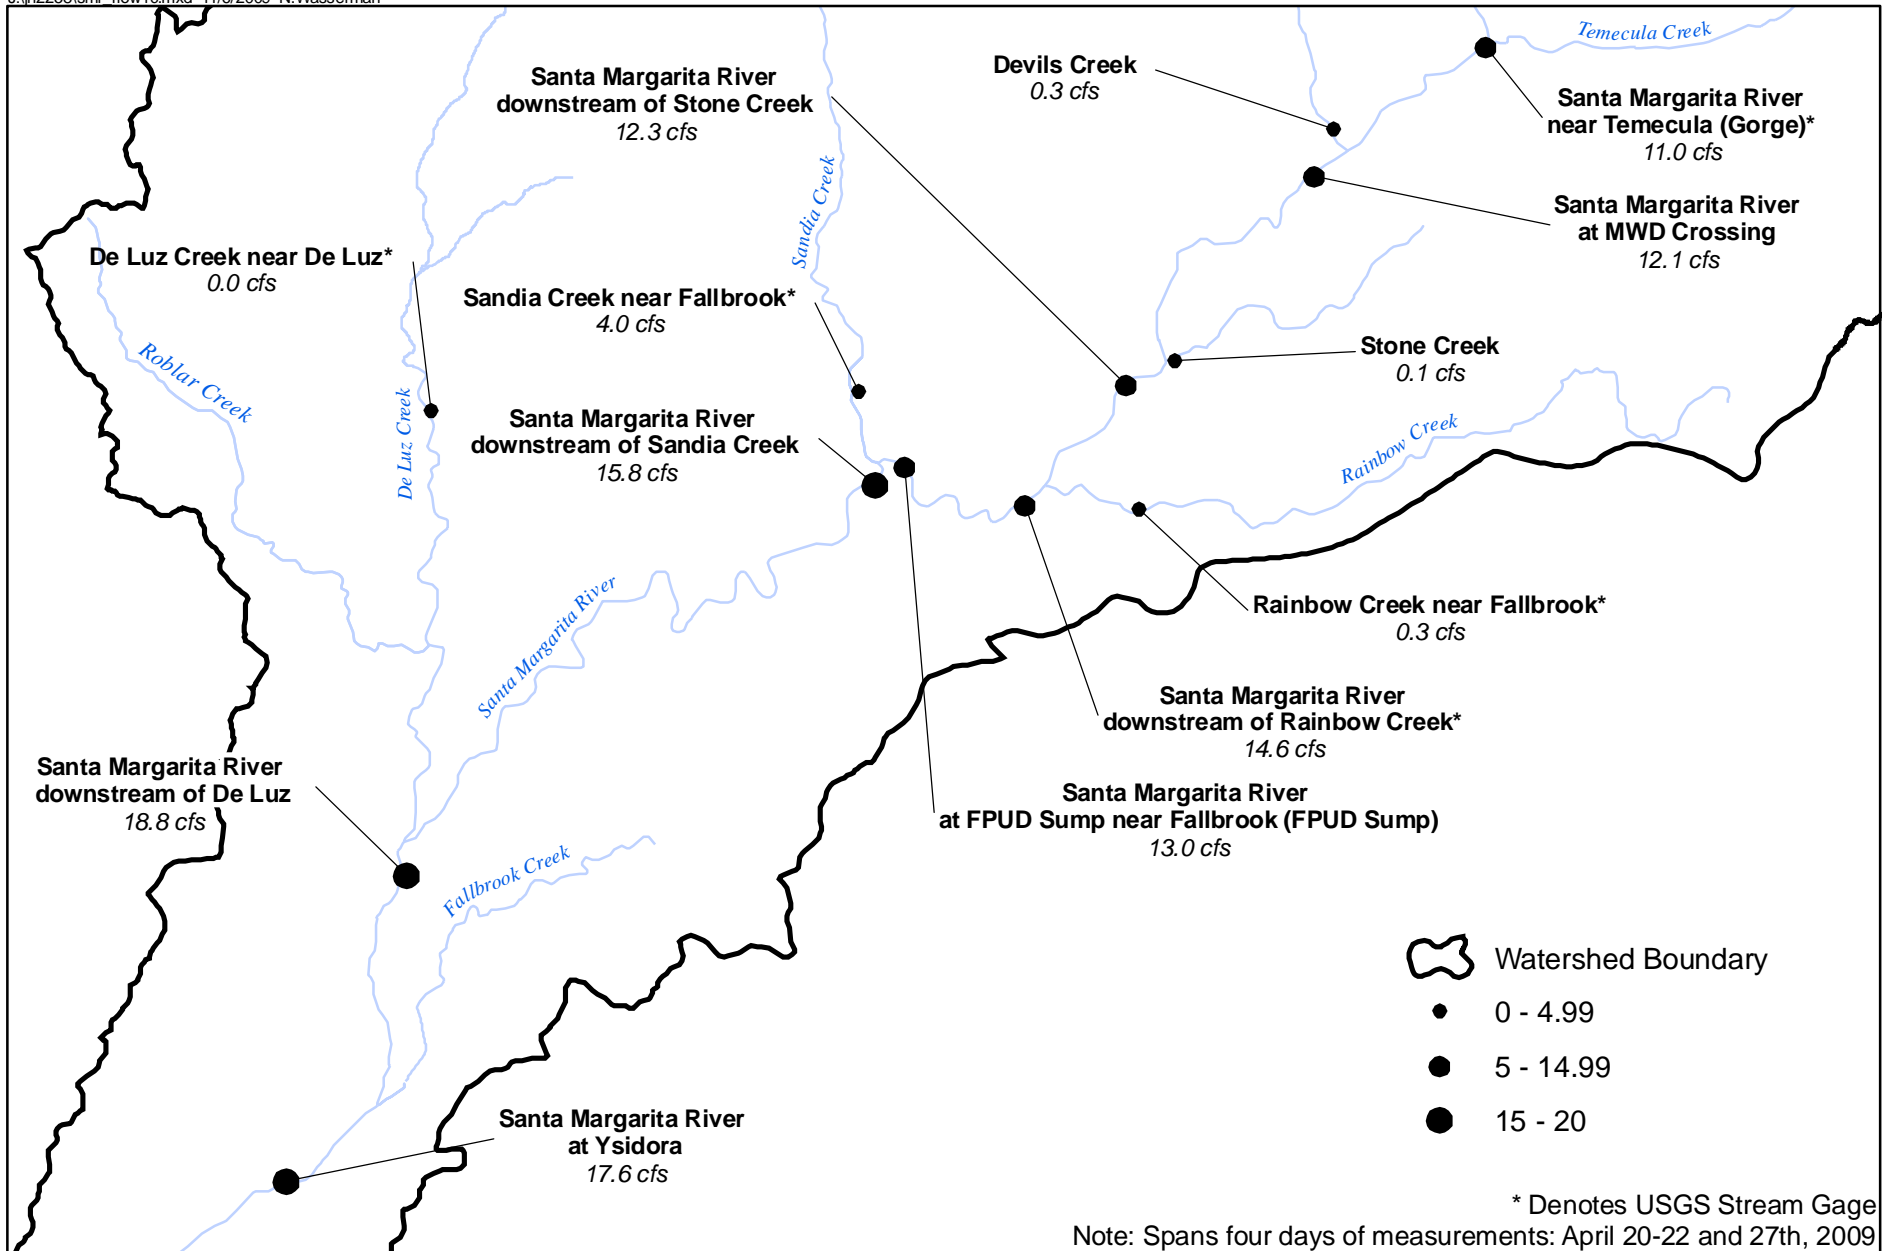 Temecula Creek
Santa Margarita River
downstream of Stone Creek
12.3 cfs
Devils Creek
0.3 cfs
Santa Margarita River
near Temecula (Gorge)*
11.0 cfs
Sandia Creek
Santa Margarita River
at MWD Crossing
12.1 cfs
De Luz Creek near De Luz*
0.0 cfs
Sandia Creek near Fallbrook*
4.0 cfs
Roblar Creek
Stone Creek
0.1 cfs
De Luz Creek
Santa Margarita River
downstream of Sandia Creek
15.8 cfs
Rainbow Creek
Santa Margarita River
Rainbow Creek near Fallbrook*
0.3 cfs
Santa Margarita River
downstream of Rainbow Creek*
14.6 cfs
Santa Margarita River
downstream of De Luz
18.8 cfs
Santa Margarita River
at FPUD Sump near Fallbrook (FPUD Sump)
13.0 cfs
Fallbrook Creek
Watershed Boundary
0 - 4.99
5 - 14.99
15 - 20
Santa Margarita River
at Ysidora
17.6 cfs
* Denotes USGS Stream Gage
Note: Spans four days of measurements: April 20-22 and 27th, 2009